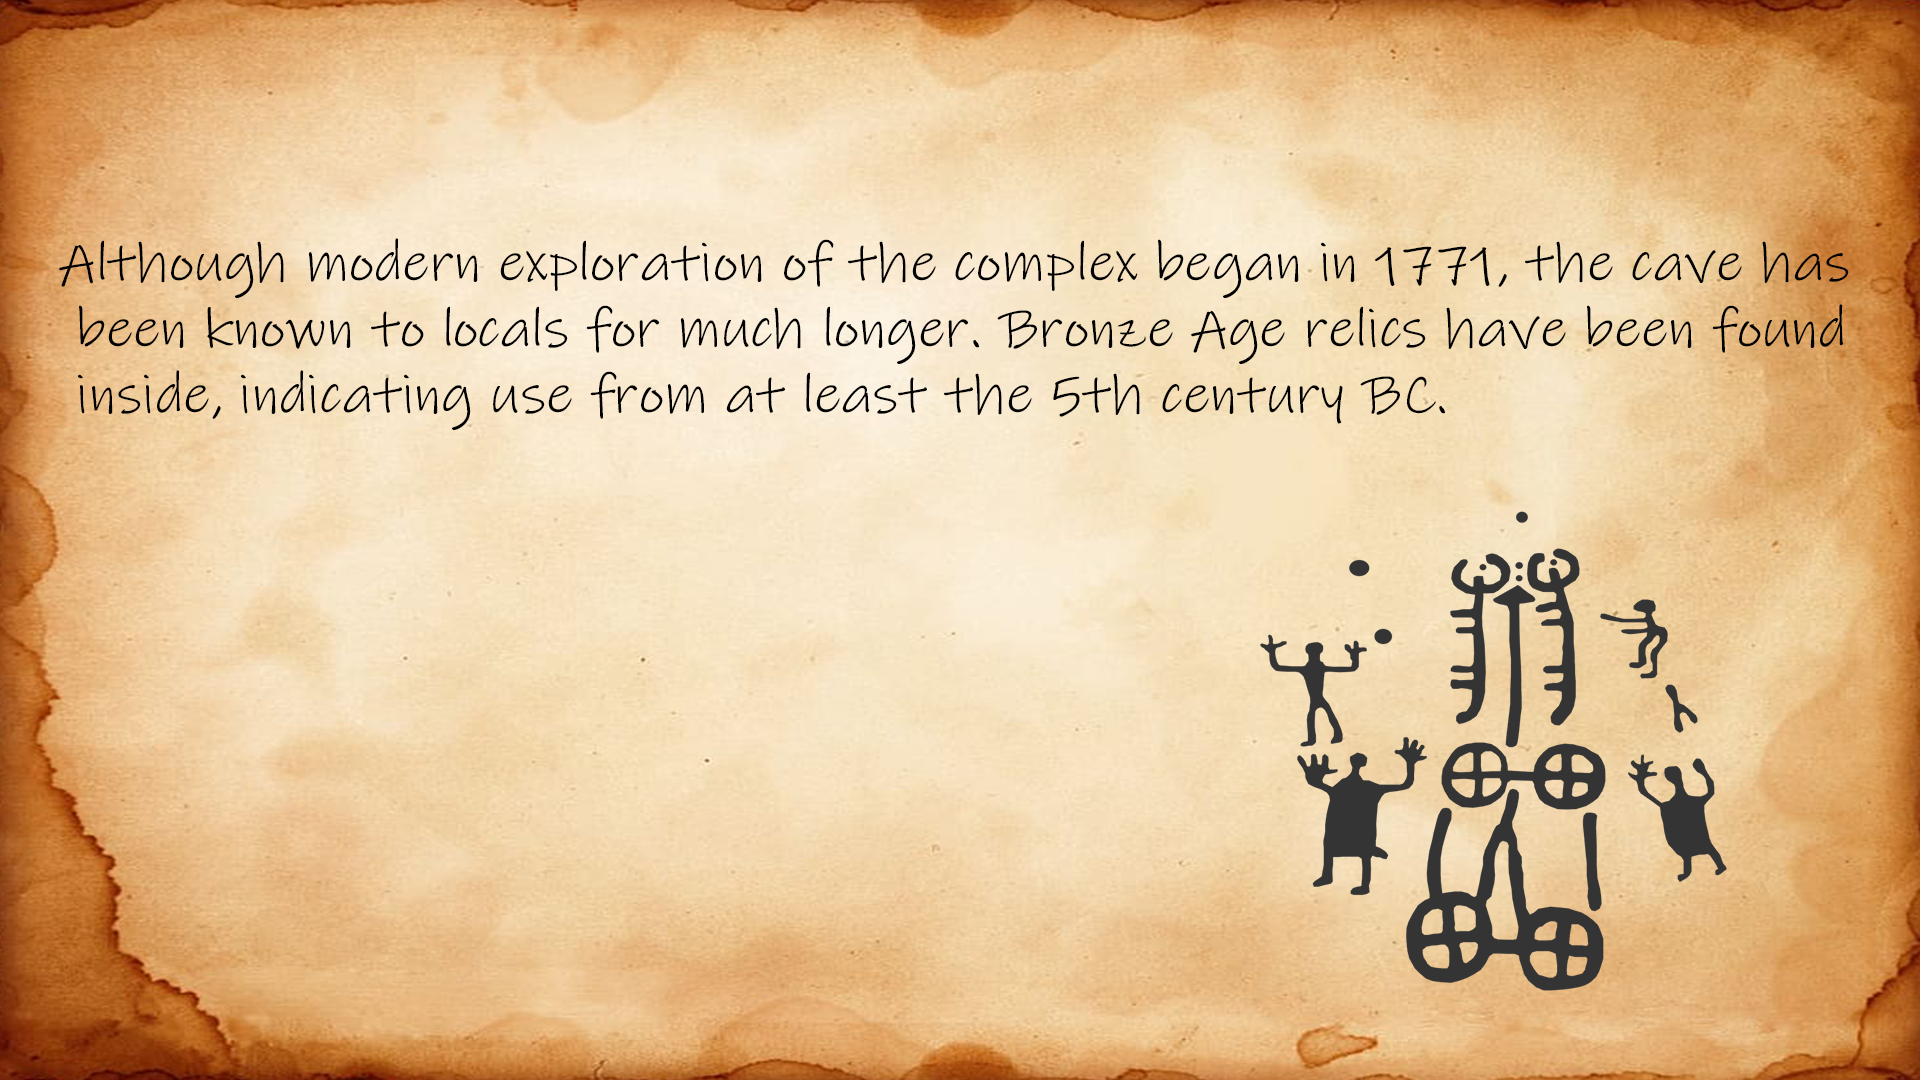 Although modern exploration of the complex began in 1771, the cave has
been known to locals for much longer. Bronze Age relics have been found
inside, indicating use from at least the 5th century BC.